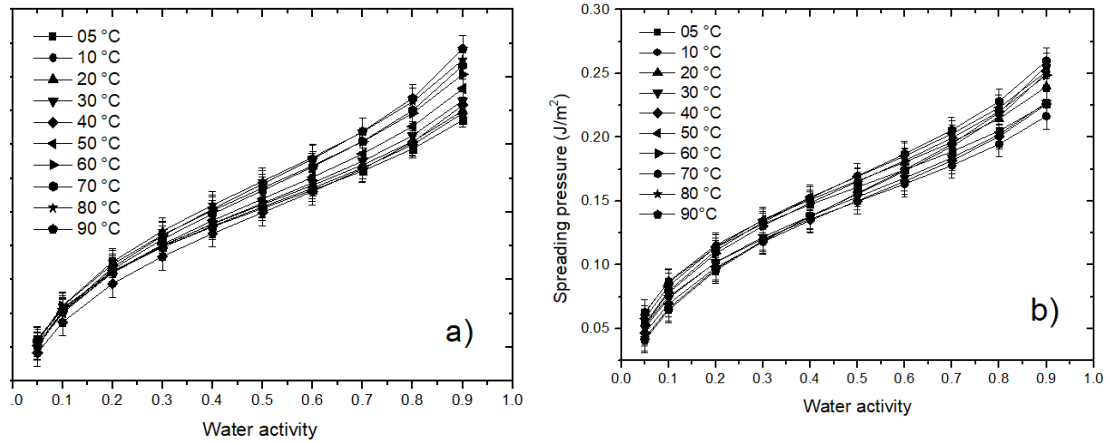 05 °C
10 °C
20 °C
30 °C
40 °C
50 °C
60 °C
70 °C
80 °C
90 °C
a)
.0 0.1 0.2 0.3 0.4 0.5 0.6 0.7 0.8 0.9 1.0
Water activity
Spreading pressure (J/m²)
0.30
0.25
0.20
0.15
0.10
0.05
05 °C
10 °C
20 °C
30 °C
40 °C
50 °C
60 °C
70 °C
80 °C
90°C
b)
0.0 0.1 0.2 0.3 0.4 0.5 0.6 0.7 0.8 0.9 1.0
Water activity